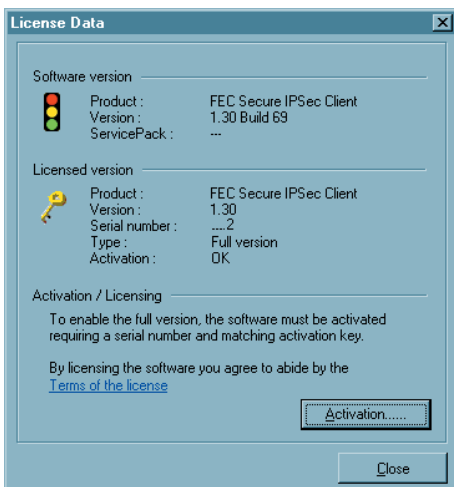 License Data
Software version
Product : FEC Secure IPSec Client
Version : 1.30 Build 69
ServicePack : ---
Licensed version
Product : FEC Secure IPSec Client
Version : 1.30
Serial number : ....2
Type : Full version
Activation : OK
Activation / Licensing
To enable the full version, the software must be activated
requiring a serial number and matching activation key.
By licensing the software you agree to abide by the
Terms of the license
Activation......
Close